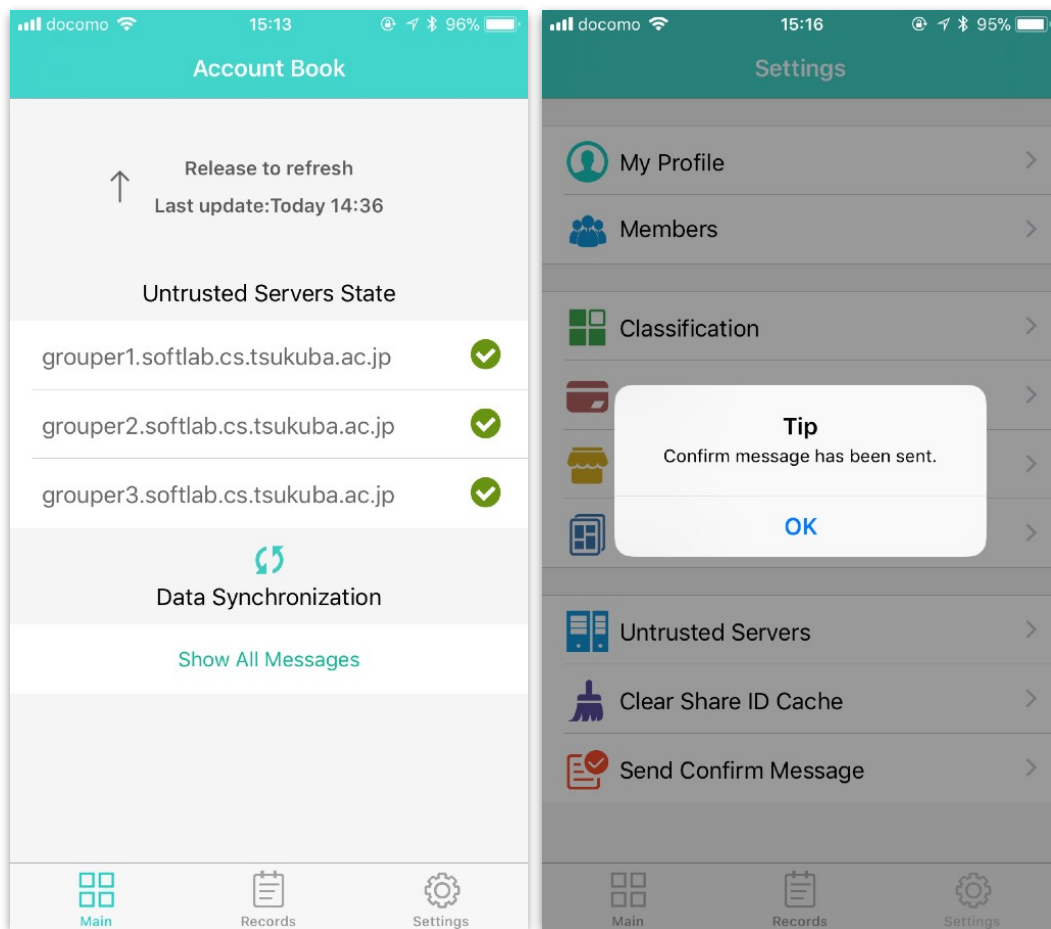 docomo 15:13 96%
Account Book
Release to refresh
Last update:Today 14:36
Untrusted Servers State
grouper1.softlab.cs.tsukuba.ac.jp
grouper2.softlab.cs.tsukuba.ac.jp
grouper3.softlab.cs.tsukuba.ac.jp
Data Synchronization
Show All Messages
Main Records Settings
docomo 15:16 95%
Settings
My Profile
Members
Classification
Tip
Confirm message has been sent.
OK
Untrusted Servers
Clear Share ID Cache
Send Confirm Message
Main Records Settings